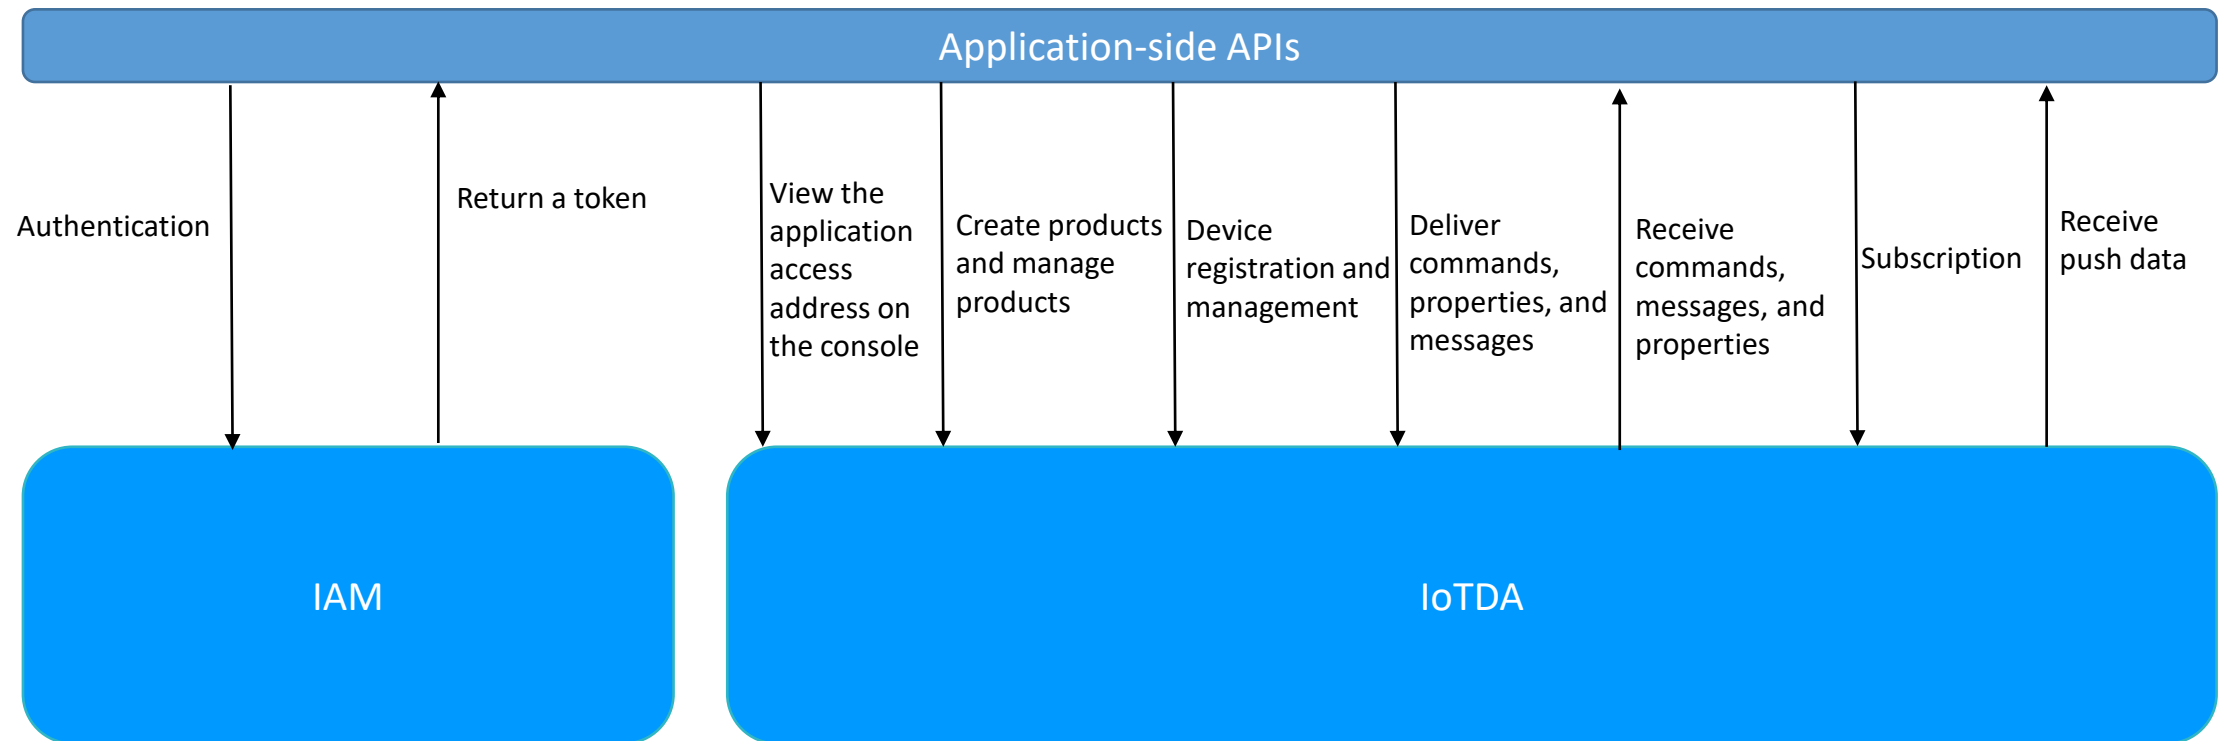 Application-side APIs
Authentication
Return a token
View the
application
access
address on
the console
Create products
and manage
products
Device
registration and
management
Deliver
commands,
properties, and
messages
Receive
commands,
messages, and
properties
Subscription
Receive
push data
IAM
IoTDA